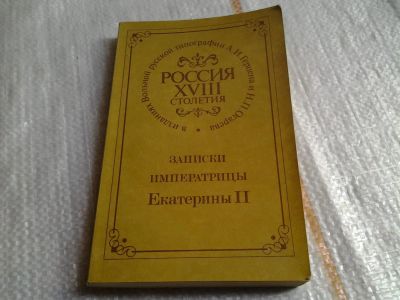 в изданиях Вольной русской типографии А. И. Герцена и Н. П. Огарева
РОССИЯ
XVIII
СТОЛЕТИЯ
ЗАПИСКИ
ИМПЕРАТРИЦЫ
Екатерины II